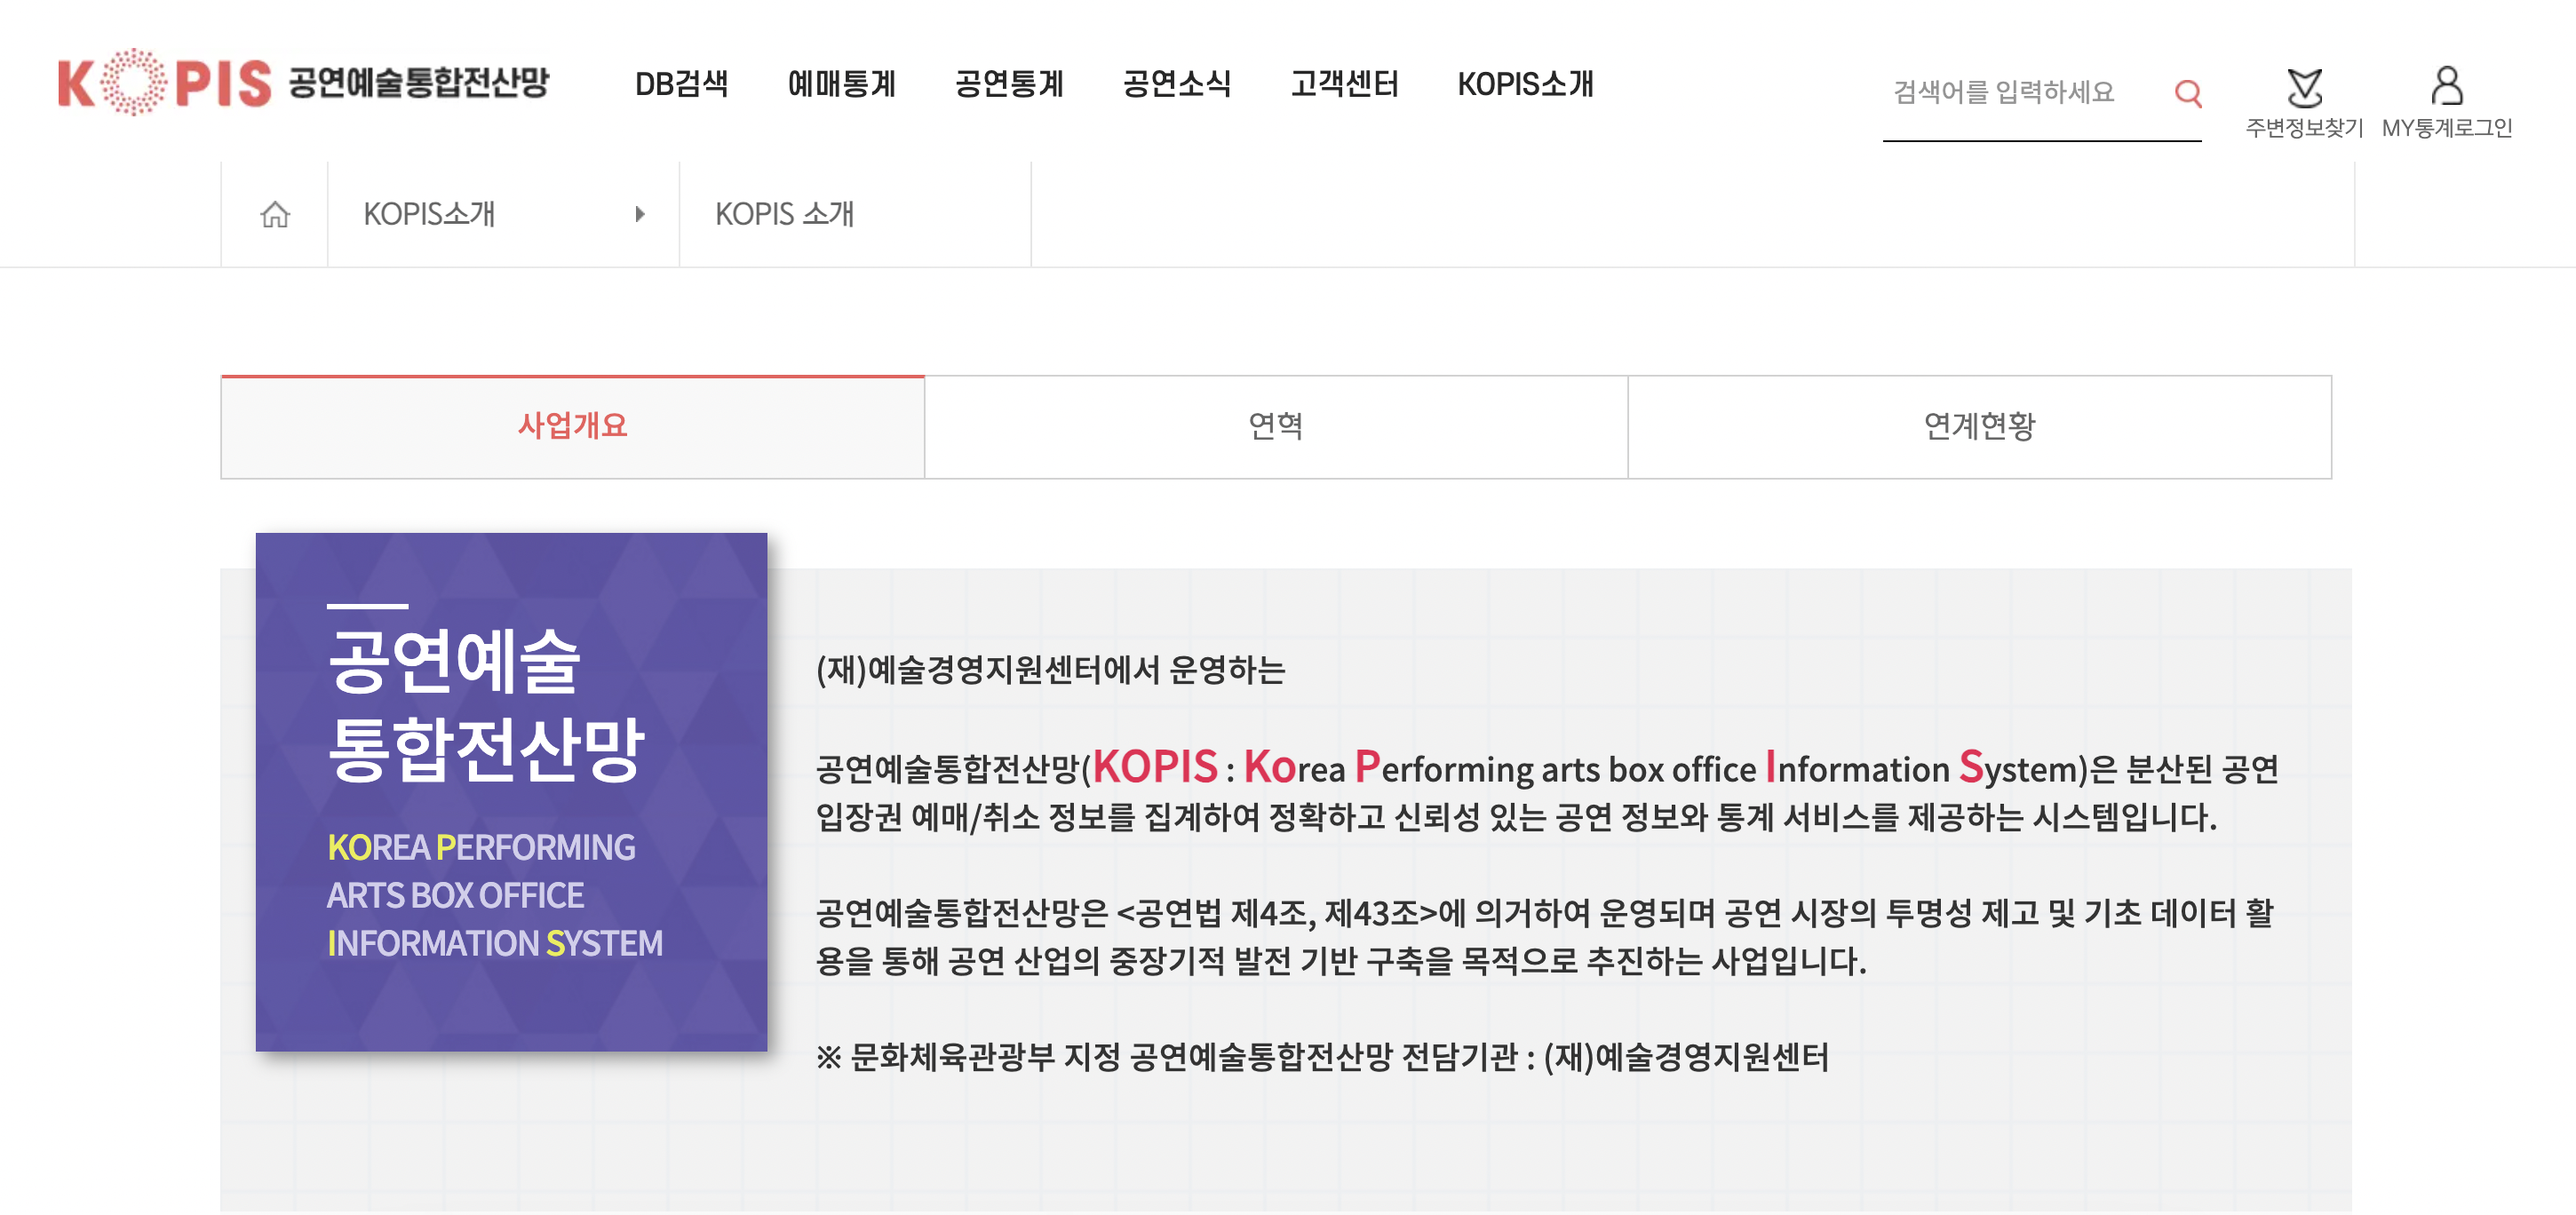 KOPIS 공연예술통합전산망
DB검색 예매통계 공연통계 공연소식 고객센터 KOPIS소개
검색어를 입력하세요
주변정보찾기 MY통계로그인
KOPIS소개 KOPIS 소개
사업개요 연혁 연계현황
공연예술
통합전산망
KOREA PERFORMING
ARTS BOX OFFICE
INFORMATION SYSTEM
(재)예술경영지원센터에서 운영하는
공연예술통합전산망(KOPIS : Korea Performing arts box office Information System)은 분산된 공연
입장권 예매/취소 정보를 집계하여 정확하고 신뢰성 있는 공연 정보와 통계 서비스를 제공하는 시스템입니다.
공연예술통합전산망은 <공연법 제4조, 제43조>에 의거하여 운영되며 공연 시장의 투명성 제고 및 기초 데이터 활
용을 통해 공연 산업의 중장기적 발전 기반 구축을 목적으로 추진하는 사업입니다.
※ 문화체육관광부 지정 공연예술통합전산망 전담기관 : (재)예술경영지원센터